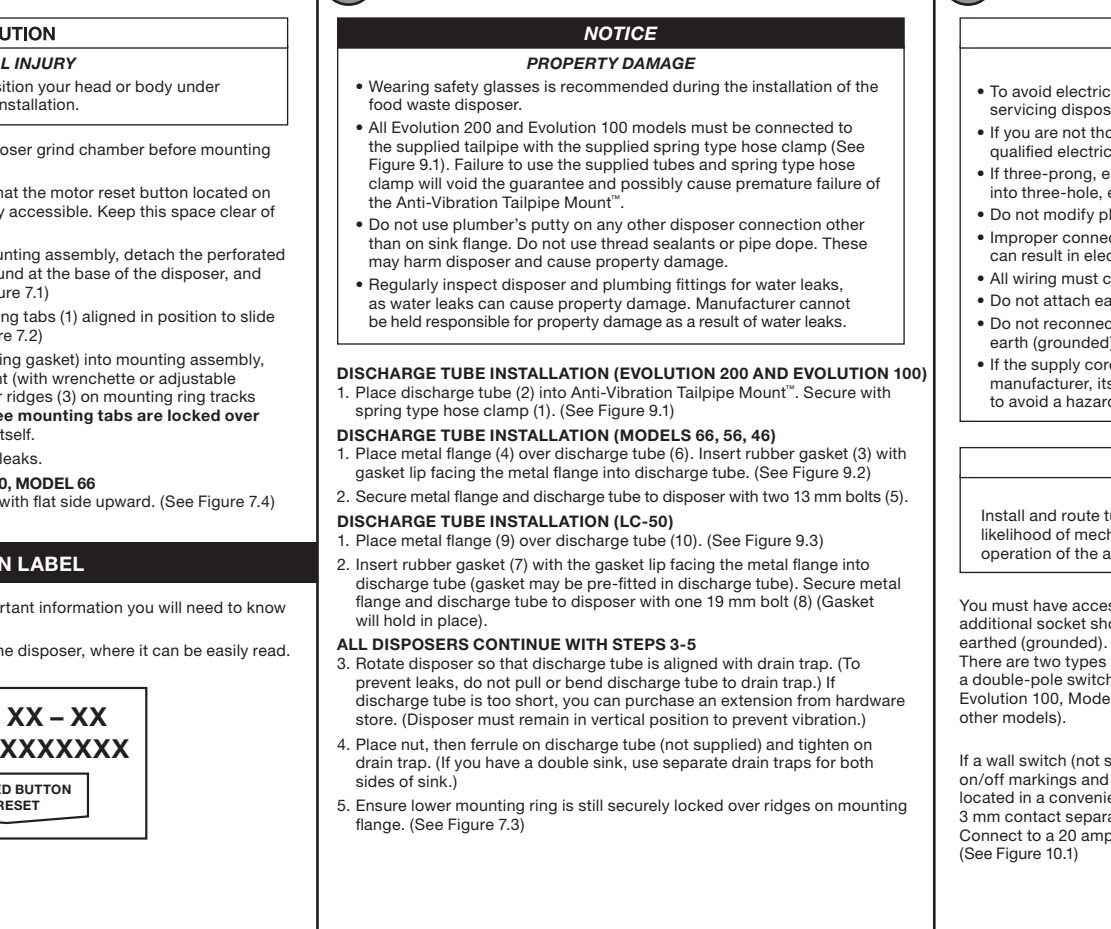 UTION
L INJURY
sition your head or body under
nstallation.
oser grind chamber before mounting
hat the motor reset button located on
y accessible. Keep this space clear of
unting assembly, detach the perforated
und at the base of the disposer, and
ure 7.1)
ng tabs (1) aligned in position to slide
re 7.2)
ing gasket) into mounting assembly,
nt (with wrenchette or adjustable
r ridges (3) on mounting ring tracks
ee mounting tabs are locked over
tself.
leaks.
0, MODEL 66
with flat side upward. (See Figure 7.4)
N LABEL
rtant information you will need to know
he disposer, where it can be easily read.
XX – XX
XXXXXXXX
ED BUTTON
RESET
NOTICE
PROPERTY DAMAGE
• Wearing safety glasses is recommended during the installation of the
food waste disposer.
• All Evolution 200 and Evolution 100 models must be connected to
the supplied tailpipe with the supplied spring type hose clamp (See
Figure 9.1). Failure to use the supplied tubes and spring type hose
clamp will void the guarantee and possibly cause premature failure of
the Anti-Vibration Tailpipe Mount™.
• Do not use plumber's putty on any other disposer connection other
than on sink flange. Do not use thread sealants or pipe dope. These
may harm disposer and cause property damage.
• Regularly inspect disposer and plumbing fittings for water leaks,
as water leaks can cause property damage. Manufacturer cannot
be held responsible for property damage as a result of water leaks.
DISCHARGE TUBE INSTALLATION (EVOLUTION 200 AND EVOLUTION 100)
1. Place discharge tube (2) into Anti-Vibration Tailpipe Mount™. Secure with
spring type hose clamp (1). (See Figure 9.1)
DISCHARGE TUBE INSTALLATION (MODELS 66, 56, 46)
1. Place metal flange (4) over discharge tube (6). Insert rubber gasket (3) with
gasket lip facing the metal flange into discharge tube. (See Figure 9.2)
2. Secure metal flange and discharge tube to disposer with two 13 mm bolts (5).
DISCHARGE TUBE INSTALLATION (LC-50)
1. Place metal flange (9) over discharge tube (10). (See Figure 9.3)
2. Insert rubber gasket (7) with the gasket lip facing the metal flange into
discharge tube (gasket may be pre-fitted in discharge tube). Secure metal
flange and discharge tube to disposer with one 19 mm bolt (8) (Gasket
will hold in place).
ALL DISPOSERS CONTINUE WITH STEPS 3-5
3. Rotate disposer so that discharge tube is aligned with drain trap. (To
prevent leaks, do not pull or bend discharge tube to drain trap.) If
discharge tube is too short, you can purchase an extension from hardware
store. (Disposer must remain in vertical position to prevent vibration.)
4. Place nut, then ferrule on discharge tube (not supplied) and tighten on
drain trap. (If you have a double sink, use separate drain traps for both
sides of sink.)
5. Ensure lower mounting ring is still securely locked over ridges on mounting
flange. (See Figure 7.3)
• To avoid electric
servicing dispos
• If you are not tho
qualified electric
• If three-prong, ea
into three-hole, e
• Do not modify pl
• Improper connec
can result in elec
• All wiring must c
• Do not attach ea
• Do not reconnec
earth (grounded)
• If the supply core
manufacturer, its
to avoid a hazard
Install and route tu
likelihood of mech
operation of the a
You must have acces
additional socket sho
earthed (grounded).
There are two types
a double-pole switch
Evolution 100, Mode
other models).
If a wall switch (not s
on/off markings and
located in a convenie
3 mm contact separa
Connect to a 20 amp
(See Figure 10.1)